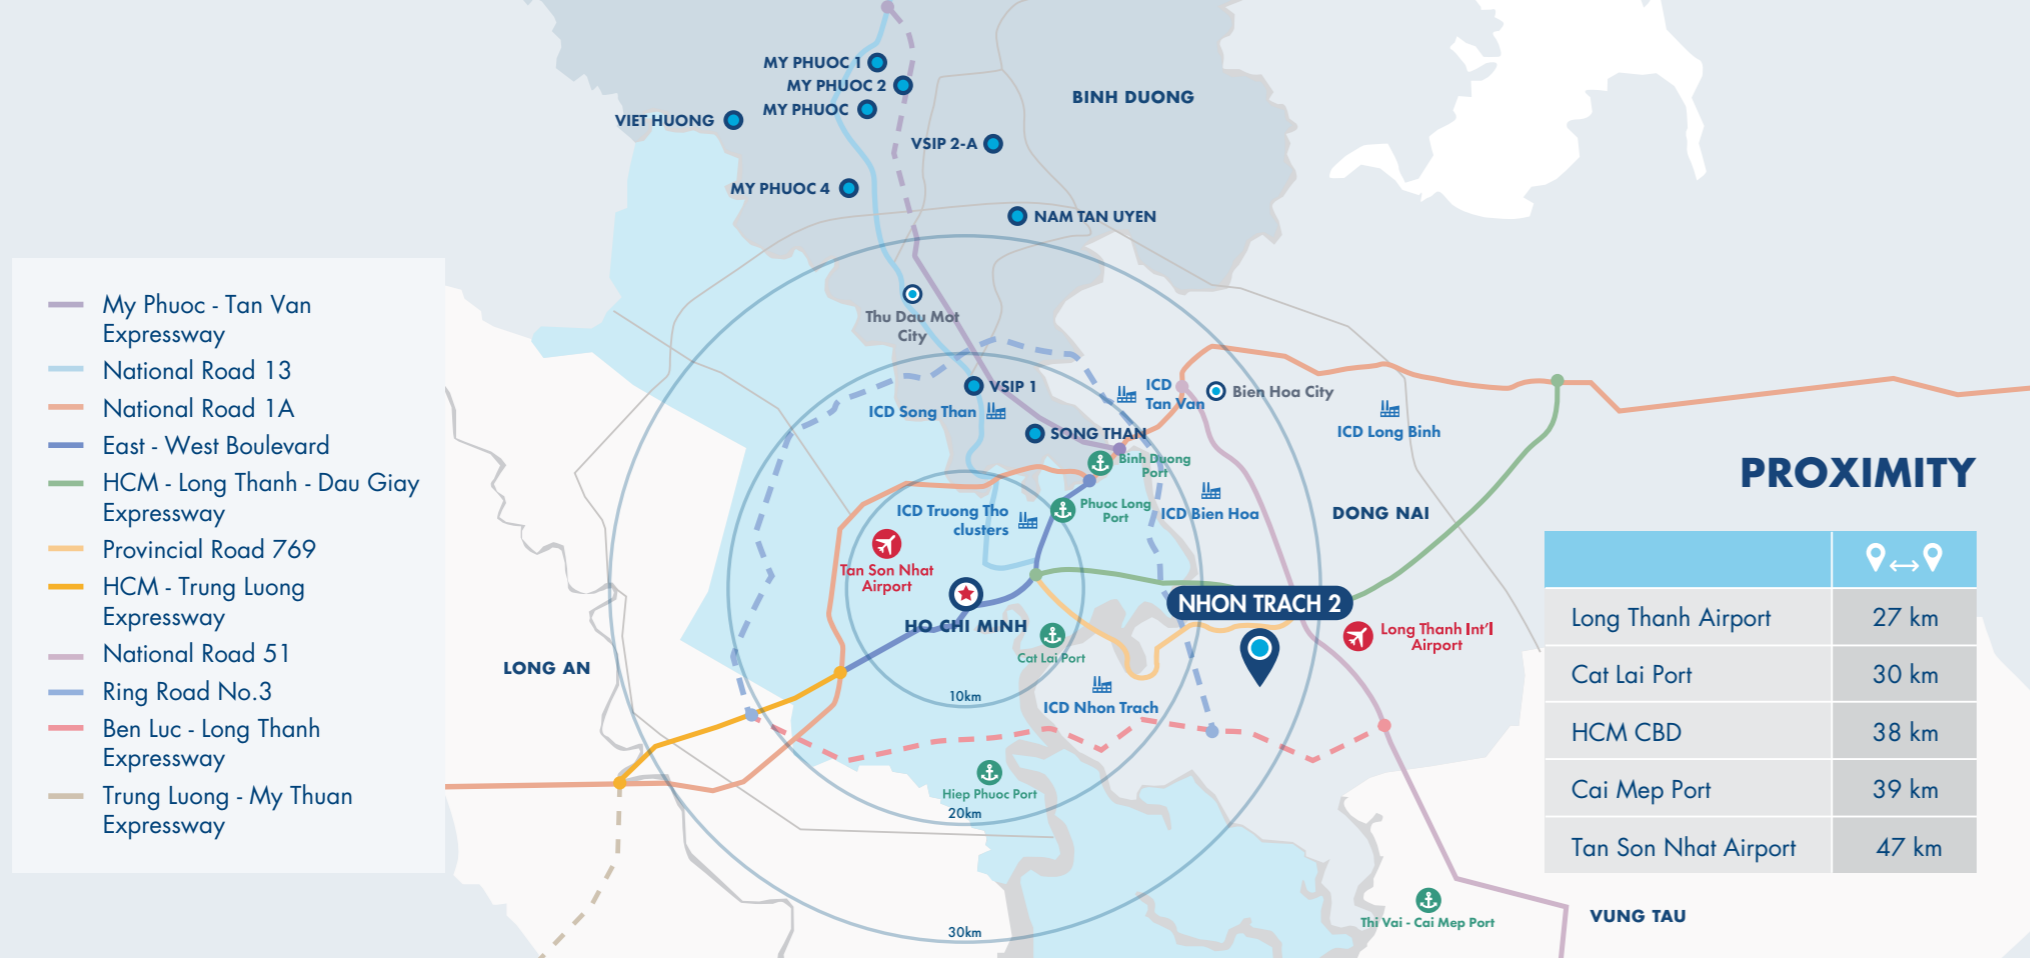 MY PHUOC 1
MY PHUOC 2
MY PHUOC
VIET HUONG
BINH DUONG
VSIP 2-A
MY PHUOC 4
NAM TAN UYEN
My Phuoc - Tan Van
Expressway
National Road 13
National Road 1A
East - West Boulevard
HCM - Long Thanh - Dau Giay
Expressway
Provincial Road 769
HCM - Trung Luong
Expressway
National Road 51
Ring Road No.3
Ben Luc - Long Thanh
Expressway
Trung Luong - My Thuan
Expressway
Thu Dau Mot
City
VSIP 1
ICD Song Than
ICD
Tan Van
Bien Hoa City
ICD Long Binh
SONG THAN
Binh Duong
Port
Phuoc Long
Port
ICD Bien Hoa
ICD Truong Tho
clusters
DONG NAI
Tan Son Nhat
Airport
HO CHI MINH
NHON TRACH 2
Long Thanh Int'l
Airport
Cat Lai Port
LONG AN
10km
ICD Nhon Trach
Hiep Phuoc Port
20km
30km
Thi Vai - Cai Mep Port
VUNG TAU
PROXIMITY
Long Thanh Airport 27 km
Cat Lai Port 30 km
HCM CBD 38 km
Cai Mep Port 39 km
Tan Son Nhat Airport 47 km